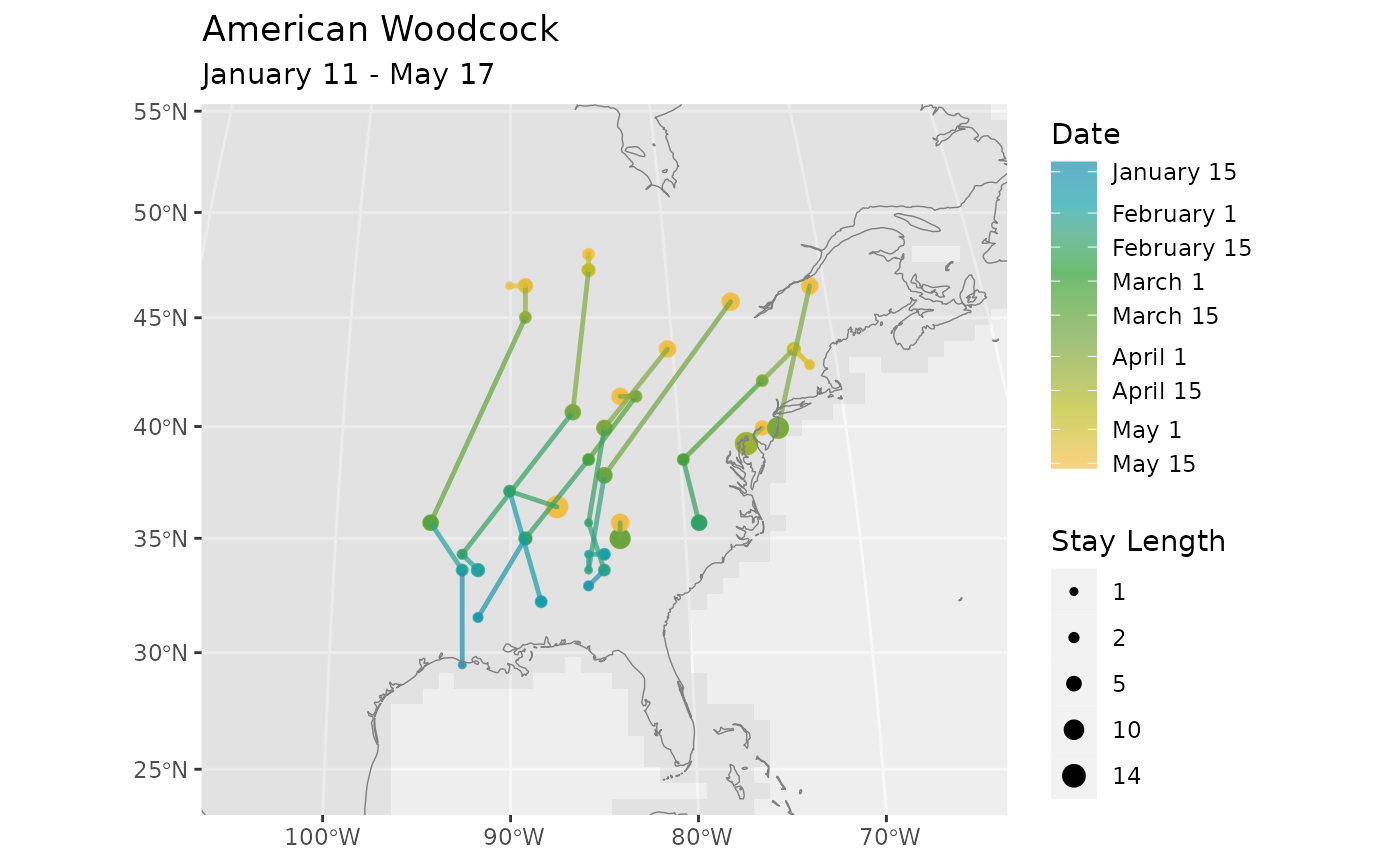 American Woodcock
January 11 - May 17
55°N
50°N
45°N
40°N
35°N
30°N
25°N
100°W
90°W
80°W
70°W
Date
January 15
February 1
February 15
March 1
March 15
April 1
April 15
May 1
May 15
Stay Length
1
2
5
10
14